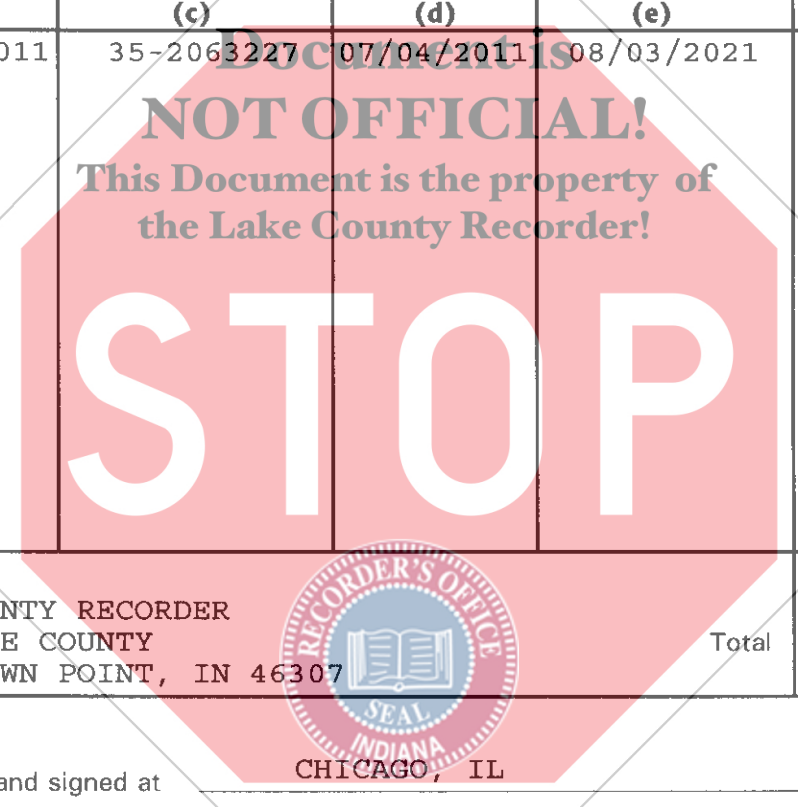 (c) (d) (e)
Document is
011 35-2063227 07/04/2011 08/03/2021
NOT OFFICIAL!
This Document is the property of
the Lake County Recorder!
STOP
RECORDER'S OFFICE
NTY RECORDER
E COUNTY Total
WN POINT, IN 46307
SEAL
INDIANA
CHICAGO, IL
and signed at